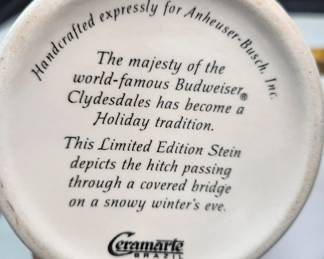 Handcrafted expressly for Anheuser-Busch, Inc.
The majesty of the
world-famous Budweiser®
Clydesdales has become a
Holiday tradition.
This Limited Edition Stein
depicts the hitch passing
through a covered bridge
on a snowy winter's eve.
Ceramarte
BRAZIL